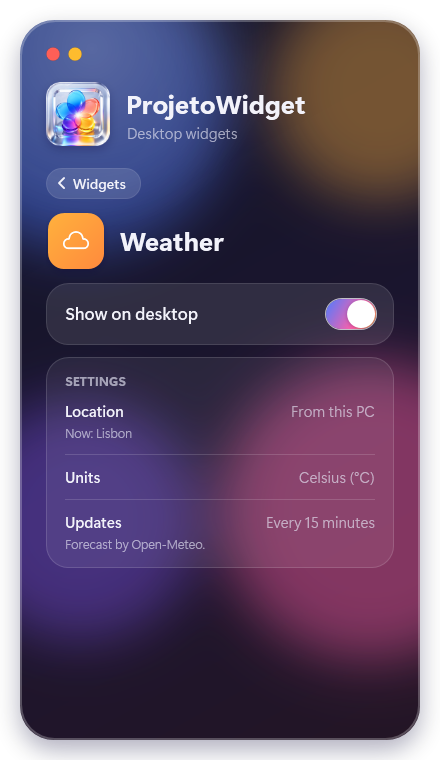 ProjetoWidget
Desktop widgets
Widgets
Weather
Show on desktop
SETTINGS
Location From this PC
Now: Lisbon
Units Celsius (°C)
Updates Every 15 minutes
Forecast by Open-Meteo.